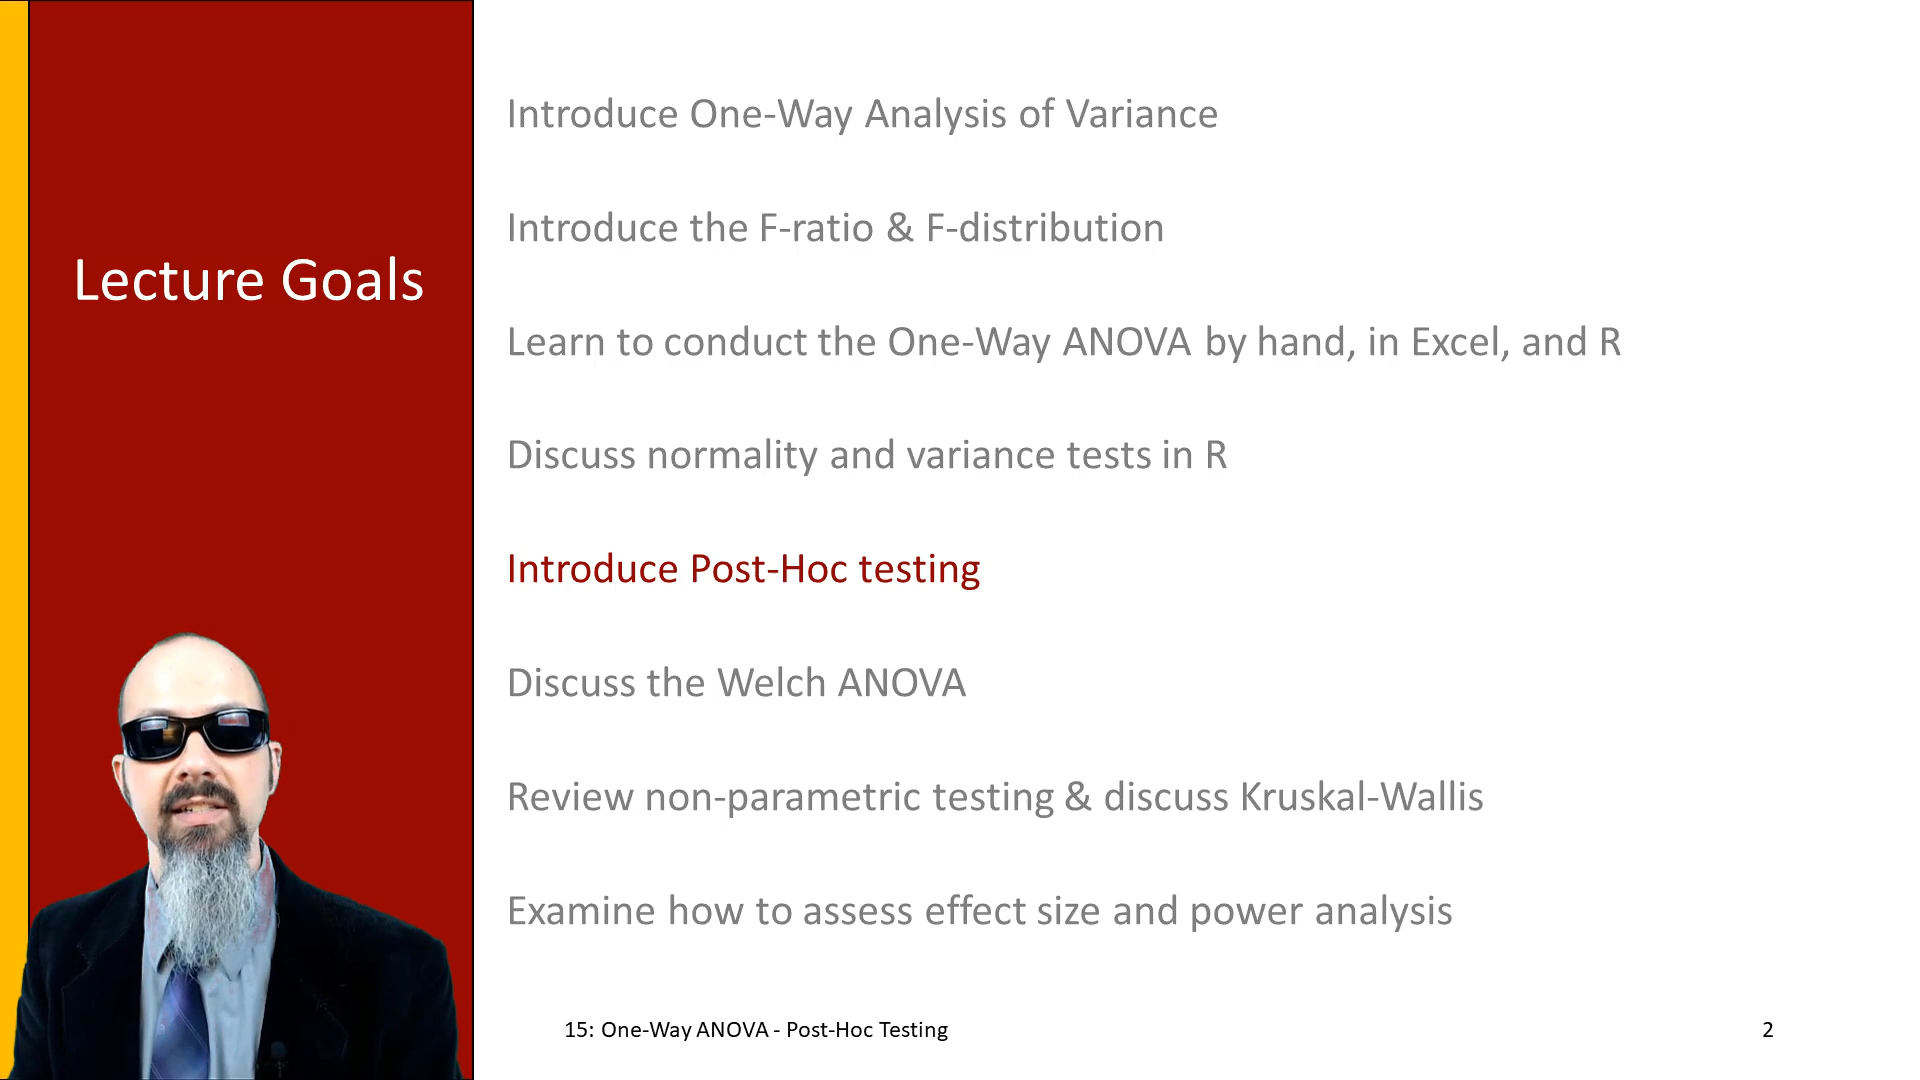 Lecture Goals
Introduce One-Way Analysis of Variance
Introduce the F-ratio & F-distribution
Learn to conduct the One-Way ANOVA by hand, in Excel, and R
Discuss normality and variance tests in R
Introduce Post-Hoc testing
Discuss the Welch ANOVA
Review non-parametric testing & discuss Kruskal-Wallis
Examine how to assess effect size and power analysis
15: One-Way ANOVA - Post-Hoc Testing
2